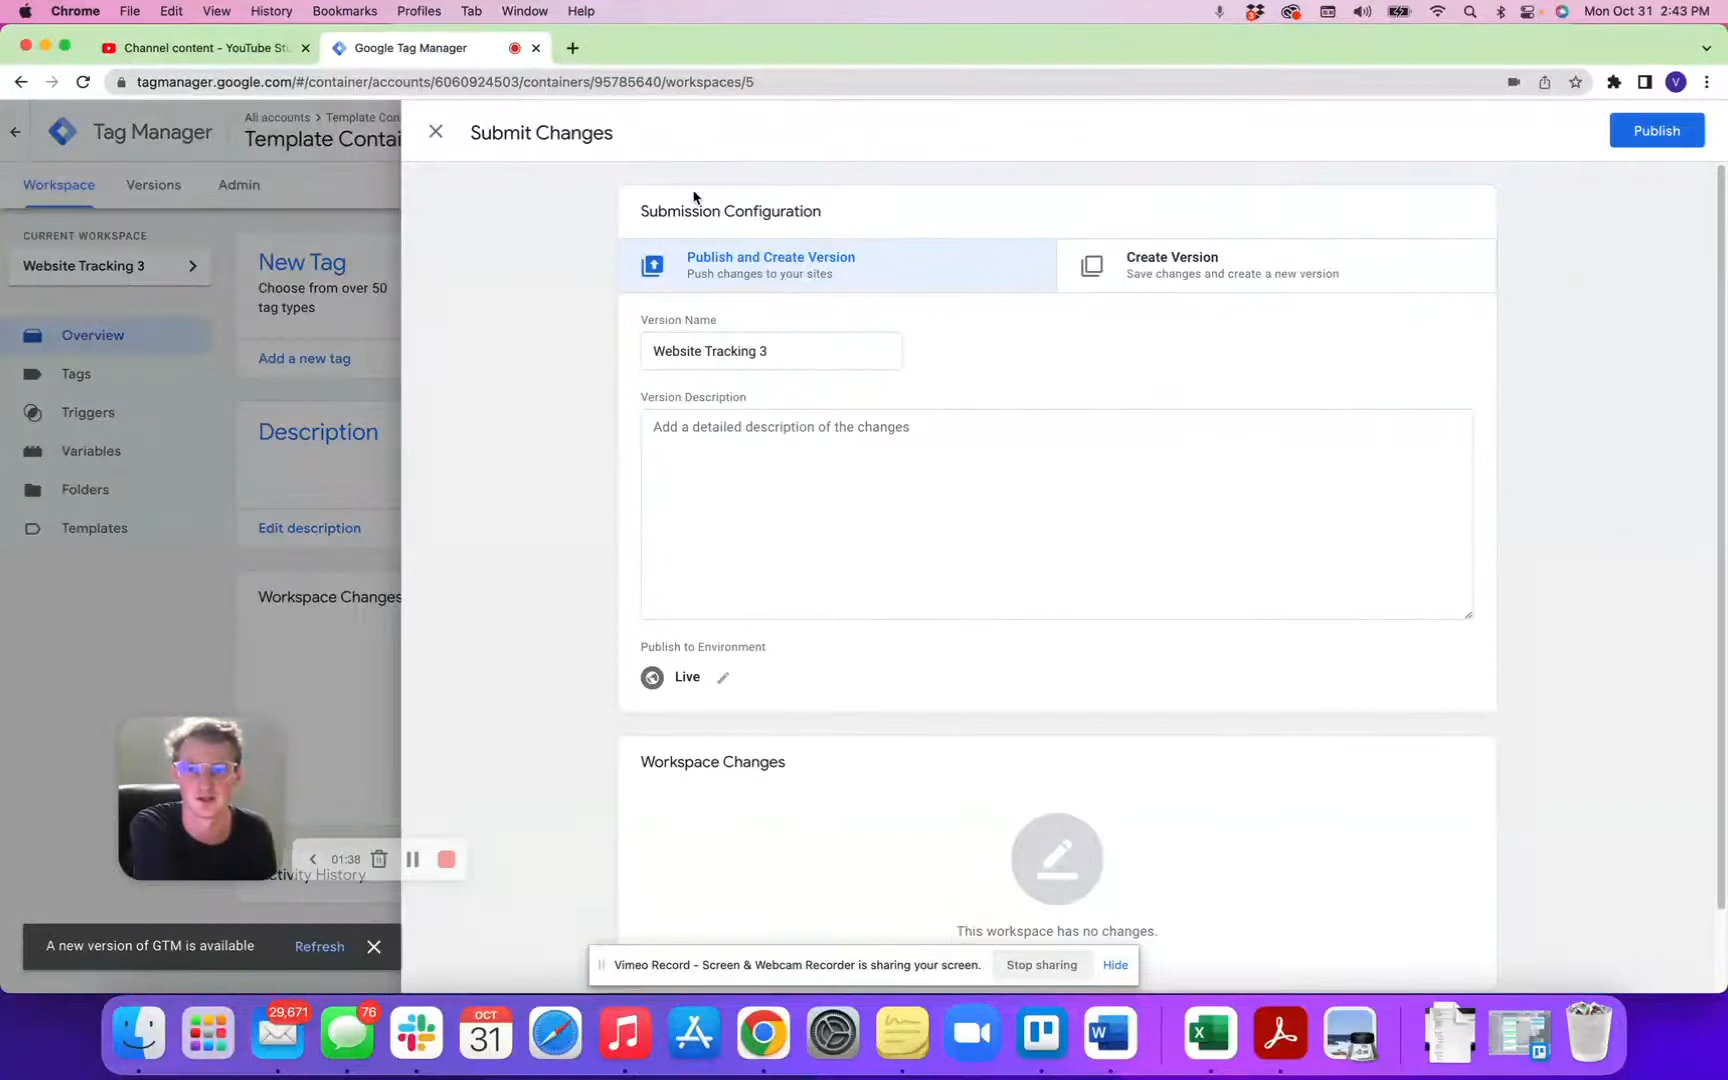 Chrome File Edit View History Bookmarks Profiles Tab Window Help Mon Oct 31 2:43 PM
Channel content - YouTube St Google Tag Manager
tagmanager.google.com/#/container/accounts/6060924503/containers/95785640/workspaces/5
V
Tag Manager
All accounts > Template Con
Template Contai
Submit Changes
Publish
Workspace Versions Admin
CURRENT WORKSPACE
Website Tracking 3
Overview
Tags
Triggers
Variables
Folders
Templates
New Tag
Choose from over 50
tag types
Add a new tag
Description
Edit description
Workspace Changes
Submission Configuration
Publish and Create Version
Push changes to your sites
Create Version
Save changes and create a new version
Version Name
Website Tracking 3
Version Description
Add a detailed description of the changes
Publish to Environment
Live
Workspace Changes
This workspace has no changes.
01:38
ctivity History
A new version of GTM is available Refresh
Vimeo Record - Screen & Webcam Recorder is sharing your screen. Stop sharing Hide
29,671
76
OCT
31
W
X